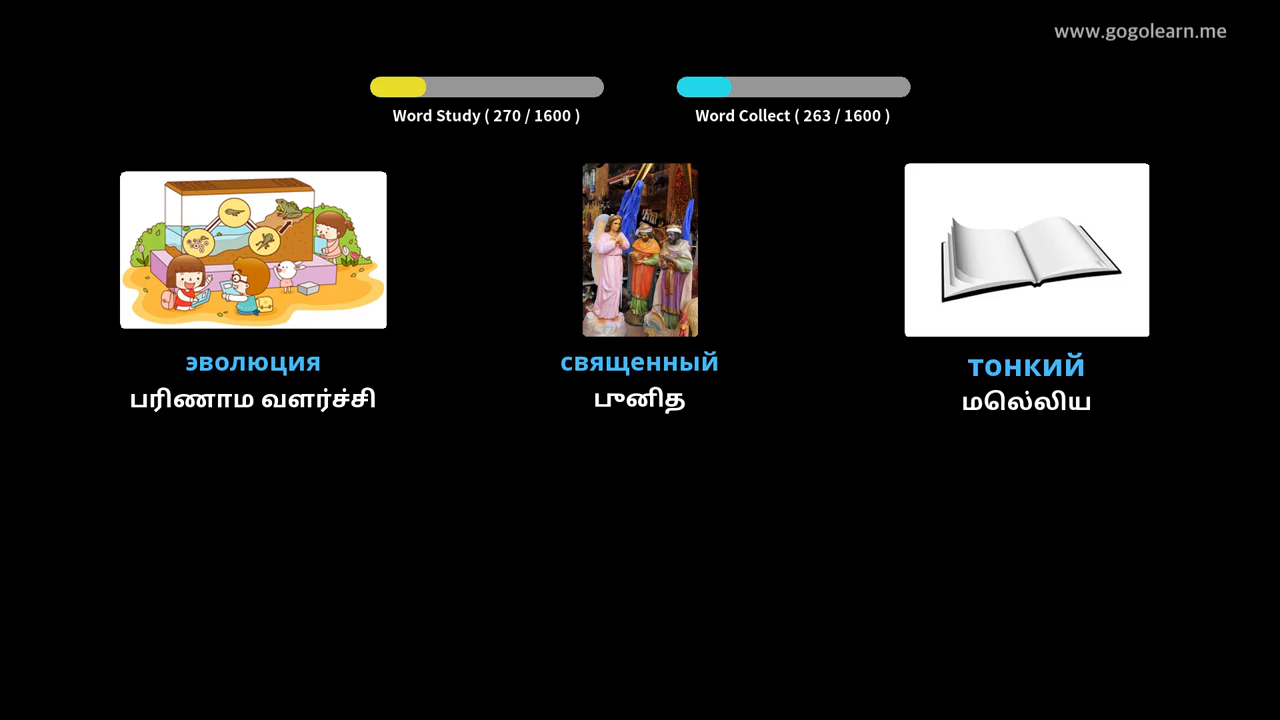 www.gogolearn.me
Word Study ( 270 / 1600 )
Word Collect ( 263 / 1600 )
эволюция
பரிணாம வளர்ச்சி
священный
புனித
тонкий
மெல்லிய